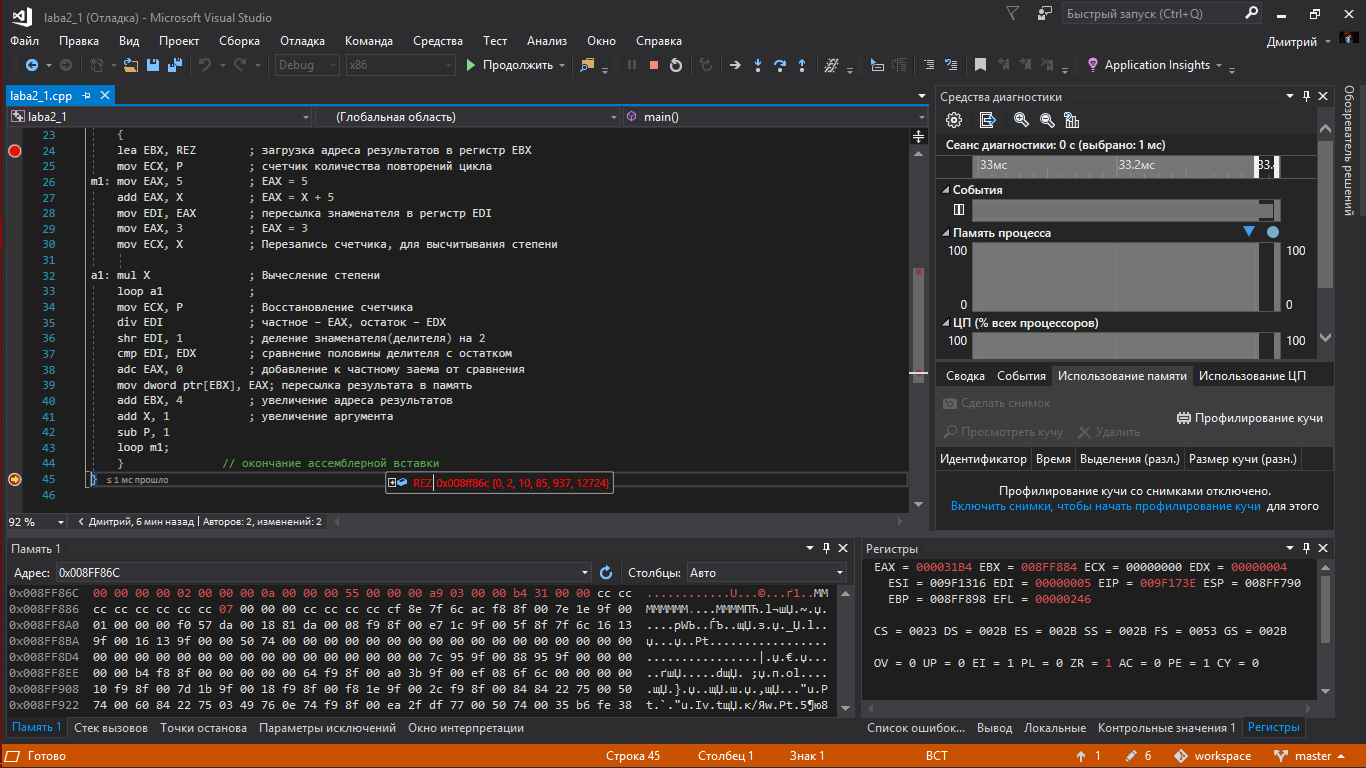 laba2_1 (Отладка) - Microsoft Visual Studio
Быстрый запуск (Ctrl+Q)
Файл Правка Вид Проект Сборка Отладка Команда Средства Тест Анализ Окно Справка
Дмитрий
Debug x86 Продолжить Application Insights
laba2_1.cpp
laba2_1 (Глобальная область) main()
23 {
24 lea EBX, REZ ; загрузка адреса результатов в регистр EBX
25 mov ECX, P ; счетчик количества повторений цикла
26 m1: mov EAX, 5 ; EAX = 5
27 add EAX, X ; EAX = X + 5
28 mov EDI, EAX ; пересылка знаменателя в регистр EDI
29 mov EAX, 3 ; EAX = 3
30 mov ECX, X ; Перезапись счетчика, для высчитывания степени
31
32 a1: mul X ; Вычесление степени
33 loop a1 ;
34 mov ECX, P ; Восстановление счетчика
35 div EDI ; частное – EAX, остаток – EDX
36 shr EDI, 1 ; деление знаменателя(делителя) на 2
37 cmp EDI, EDX ; сравнение половины делителя с остатком
38 adc EAX, 0 ; добавление к частному заема от сравнения
39 mov dword ptr[EBX], EAX; пересылка результата в память
40 add EBX, 4 ; увеличение адреса результатов
41 add X, 1 ; увеличение аргумента
42 sub P, 1
43 loop m1;
44 } // окончание ассемблерной вставки
45 } ≤ 1 мс прошло
REZ 0x008ff86c {0, 2, 10, 85, 937, 12724}
46
92 % Дмитрий, 6 мин назад | Авторов: 2, изменений: 2
Средства диагностики
Сеанс диагностики: 0 с (выбрано: 1 мс)
33мс 33.2мс 33.
События
Память процесса
100 100
0 0
ЦП (% всех процессоров)
100 100
Сводка События Использование памяти Использование ЦП
Сделать снимок
Профилирование кучи
Просмотреть кучу Удалить
Идентификатор Время Выделения (разл.) Размер кучи (разн.)
Профилирование кучи со снимками отключено.
Включить снимки, чтобы начать профилирование кучи для этого
Обозреватель решений
Память 1
Адрес: 0x008FF86C Столбцы: Авто
0x008FF86C 00 00 00 00 02 00 00 00 0a 00 00 00 55 00 00 00 a9 03 00 00 b4 31 00 00 cc cc
0x008FF886 cc cc cc cc cc cc 07 00 00 00 cc cc cc cc cf 8e 7f 6c ac f8 8f 00 7e 1e 9f 00
0x008FF8A0 01 00 00 00 f0 57 da 00 18 81 da 00 08 f9 8f 00 e7 1c 9f 00 5f 8f 7f 6c 16 13
0x008FF8BA 9f 00 16 13 9f 00 00 50 74 00 00 00 00 00 00 00 00 00 00 00 00 00 00 00 00 00
0x008FF8D4 00 00 00 00 00 00 00 00 00 00 00 00 00 00 00 00 7c 95 9f 00 88 95 9f 00 00 00
0x008FF8EE 00 00 b4 f8 8f 00 00 00 00 00 64 f9 8f 00 a0 3b 9f 00 ef 08 6f 6c 00 00 00 00
0x008FF908 10 f9 8f 00 7d 1b 9f 00 18 f9 8f 00 f8 1e 9f 00 2c f9 8f 00 84 84 22 75 00 50
0x008FF922 74 00 60 84 22 75 03 49 76 0e 74 f9 8f 00 ea 2f df 77 00 50 74 00 35 b6 fe 38
Память 1 Стек вызовов Точки останова Параметры исключений Окно интерпретации
Регистры
EAX = 000031B4 EBX = 008FF884 ECX = 00000000 EDX = 00000004
ESI = 009F1316 EDI = 00000005 EIP = 009F173E ESP = 008FF790
EBP = 008FF898 EFL = 00000246
CS = 0023 DS = 002B ES = 002B SS = 002B FS = 0053 GS = 002B
OV = 0 UP = 0 EI = 1 PL = 0 ZR = 1 AC = 0 PE = 1 CY = 0
Список ошибок... Вывод Локальные Контрольные значения 1 Регистры
Готово Строка 45 Столбец 1 Знак 1 ВСТ 1 6 workspace master